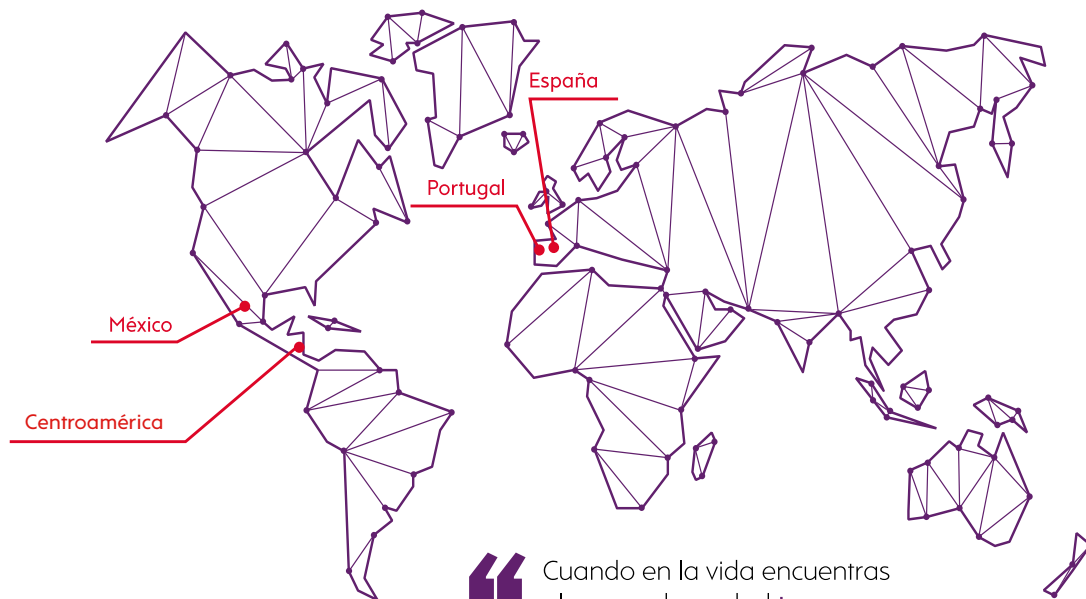 España
Portugal
México
Centroamérica
Cuando en la vida encuentras